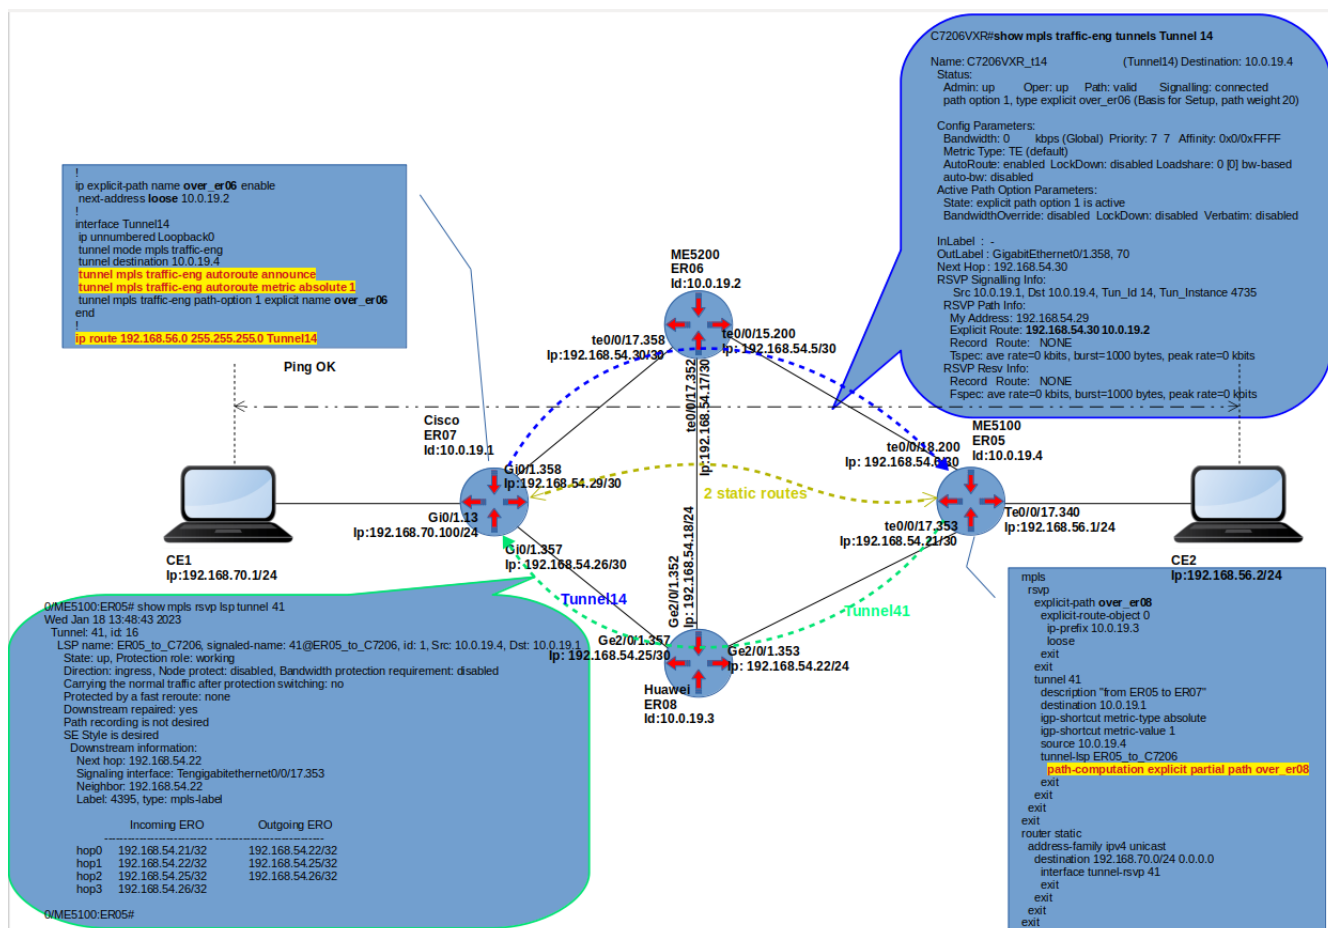 C7206VXR#show mpls traffic-eng tunnels Tunnel 14
Name: C7206VXR_t14 (Tunnel14) Destination: 10.0.19.4
Status:
Admin: up Oper: up Path: valid Signalling: connected
path option 1, type explicit over_er06 (Basis for Setup, path weight 20)
Config Parameters:
Bandwidth: 0 kbps (Global) Priority: 7 7 Affinity: 0x0/0xFFFF
Metric Type: TE (default)
AutoRoute: enabled LockDown: disabled Loadshare: 0 [0] bw-based
auto-bw: disabled
Active Path Option Parameters:
State: explicit path option 1 is active
BandwidthOverride: disabled LockDown: disabled Verbatim: disabled
InLabel : -
OutLabel : GigabitEthernet0/1.358, 70
Next Hop : 192.168.54.30
RSVP Signalling Info:
Src 10.0.19.1, Dst 10.0.19.4, Tun_Id 14, Tun_Instance 4735
RSVP Path Info:
My Address: 192.168.54.29
Explicit Route: 192.168.54.30 10.0.19.2
Record Route: NONE
Tspec: ave rate=0 kbits, burst=1000 bytes, peak rate=0 kbits
RSVP Resv Info:
Record Route: NONE
Fspec: ave rate=0 kbits, burst=1000 bytes, peak rate=0 kbits
!
ip explicit-path name over_er06 enable
next-address loose 10.0.19.2
!
interface Tunnel14
ip unnumbered Loopback0
tunnel mode mpls traffic-eng
tunnel destination 10.0.19.4
tunnel mpls traffic-eng autoroute announce
tunnel mpls traffic-eng autoroute metric absolute 1
tunnel mpls traffic-eng path-option 1 explicit name over_er06
end
!
ip route 192.168.56.0 255.255.255.0 Tunnel14
Ping OK
ME5200
ER06
Id:10.0.19.2
te0/0/17.358
Ip:192.168.54.30/30
te0/0/15.200
Ip: 192.168.54.5/30
te0/0/17.352
Ip:192.168.54.17/30
Cisco
ER07
Id:10.0.19.1
Gi0/1.358
Ip:192.168.54.29/30
Gi0/1.13
Ip:192.168.70.100/24
Gi0/1.357
Ip: 192.168.54.26/30
2 static routes
ME5100
ER05
Id:10.0.19.4
te0/0/18.200
Ip: 192.168.54.6/30
Te0/0/17.340
Ip:192.168.56.1/24
te0/0/17.353
Ip: 192.168.54.21/30
CE1
Ip:192.168.70.1/24
CE2
Ip:192.168.56.2/24
Tunnel14
Tunnel41
Ge2/0/1.352
Ip: 192.168.54.18/24
Ge2/0/1.357
Ip: 192.168.54.25/30
Ge2/0/1.353
Ip: 192.168.54.22/24
Huawei
ER08
Id:10.0.19.3
0/ME5100:ER05# show mpls rsvp lsp tunnel 41
Wed Jan 18 13:48:43 2023
Tunnel: 41, id: 16
LSP name: ER05_to_C7206, signaled-name: 41@ER05_to_C7206, id: 1, Src: 10.0.19.4, Dst: 10.0.19.1
State: up, Protection role: working
Direction: ingress, Node protect: disabled, Bandwidth protection requirement: disabled
Carrying the normal traffic after protection switching: no
Protected by a fast reroute: none
Downstream repaired: yes
Path recording is not desired
SE Style is desired
Downstream information:
Next hop: 192.168.54.22
Signaling interface: Tengigabitethernet0/0/17.353
Neighbor: 192.168.54.22
Label: 4395, type: mpls-label
Incoming ERO Outgoing ERO
hop0 192.168.54.21/32 192.168.54.22/32
hop1 192.168.54.22/32 192.168.54.25/32
hop2 192.168.54.25/32 192.168.54.26/32
hop3 192.168.54.26/32
0/ME5100:ER05#
mpls
rsvp
explicit-path over_er08
explicit-route-object 0
ip-prefix 10.0.19.3
loose
exit
exit
tunnel 41
description "from ER05 to ER07"
destination 10.0.19.1
igp-shortcut metric-type absolute
igp-shortcut metric-value 1
source 10.0.19.4
tunnel-lsp ER05_to_C7206
path-computation explicit partial path over_er08
exit
exit
exit
exit
router static
address-family ipv4 unicast
destination 192.168.70.0/24 0.0.0.0
interface tunnel-rsvp 41
exit
exit
exit
exit